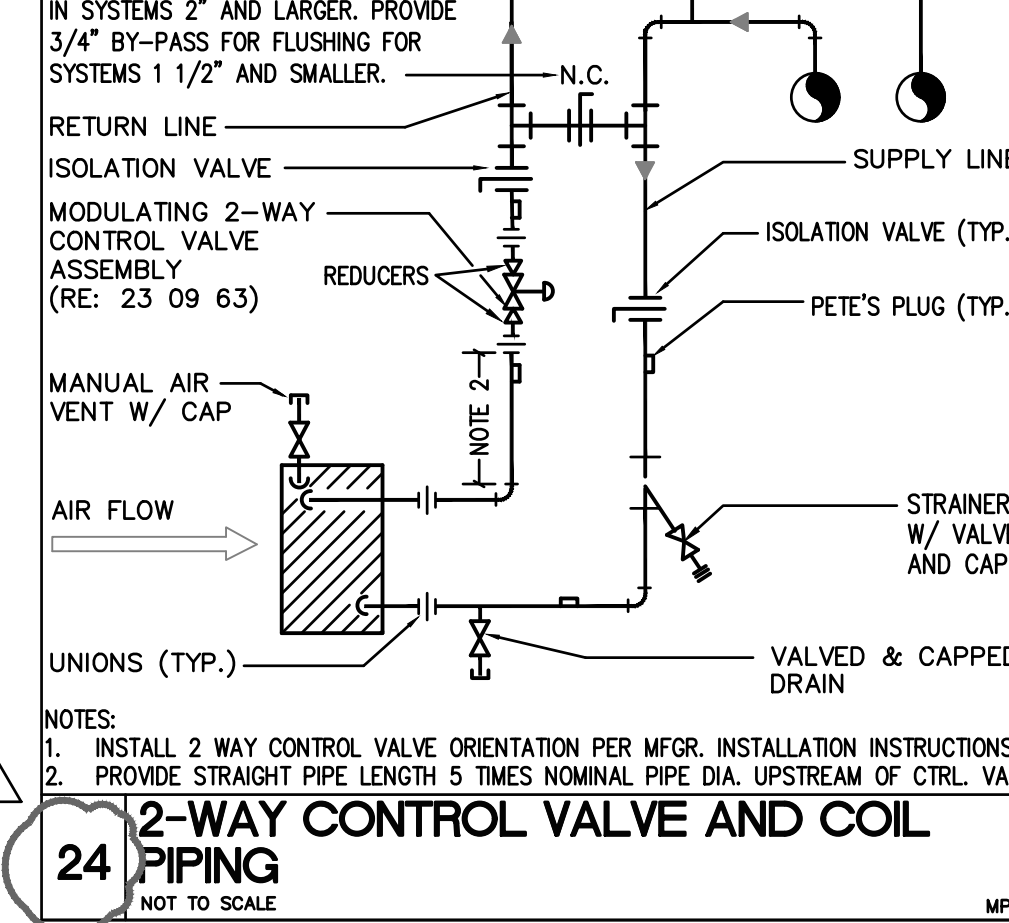 IN SYSTEMS 2" AND LARGER. PROVIDE
3/4" BY-PASS FOR FLUSHING FOR
SYSTEMS 1 1/2" AND SMALLER.
N.C.
RETURN LINE
ISOLATION VALVE
SUPPLY LINE
MODULATING 2-WAY
CONTROL VALVE
ASSEMBLY
(RE: 23 09 63)
ISOLATION VALVE (TYP.
REDUCERS
PETE'S PLUG (TYP.
MANUAL AIR
VENT W/ CAP
NOTE 2
AIR FLOW
STRAINER
W/ VALVE
AND CAP
UNIONS (TYP.)
VALVED & CAPPED
DRAIN
NOTES:
1. INSTALL 2 WAY CONTROL VALVE ORIENTATION PER MFGR. INSTALLATION INSTRUCTIONS
2. PROVIDE STRAIGHT PIPE LENGTH 5 TIMES NOMINAL PIPE DIA. UPSTREAM OF CTRL. VA
24
2-WAY CONTROL VALVE AND COIL
PIPING
NOT TO SCALE
MP